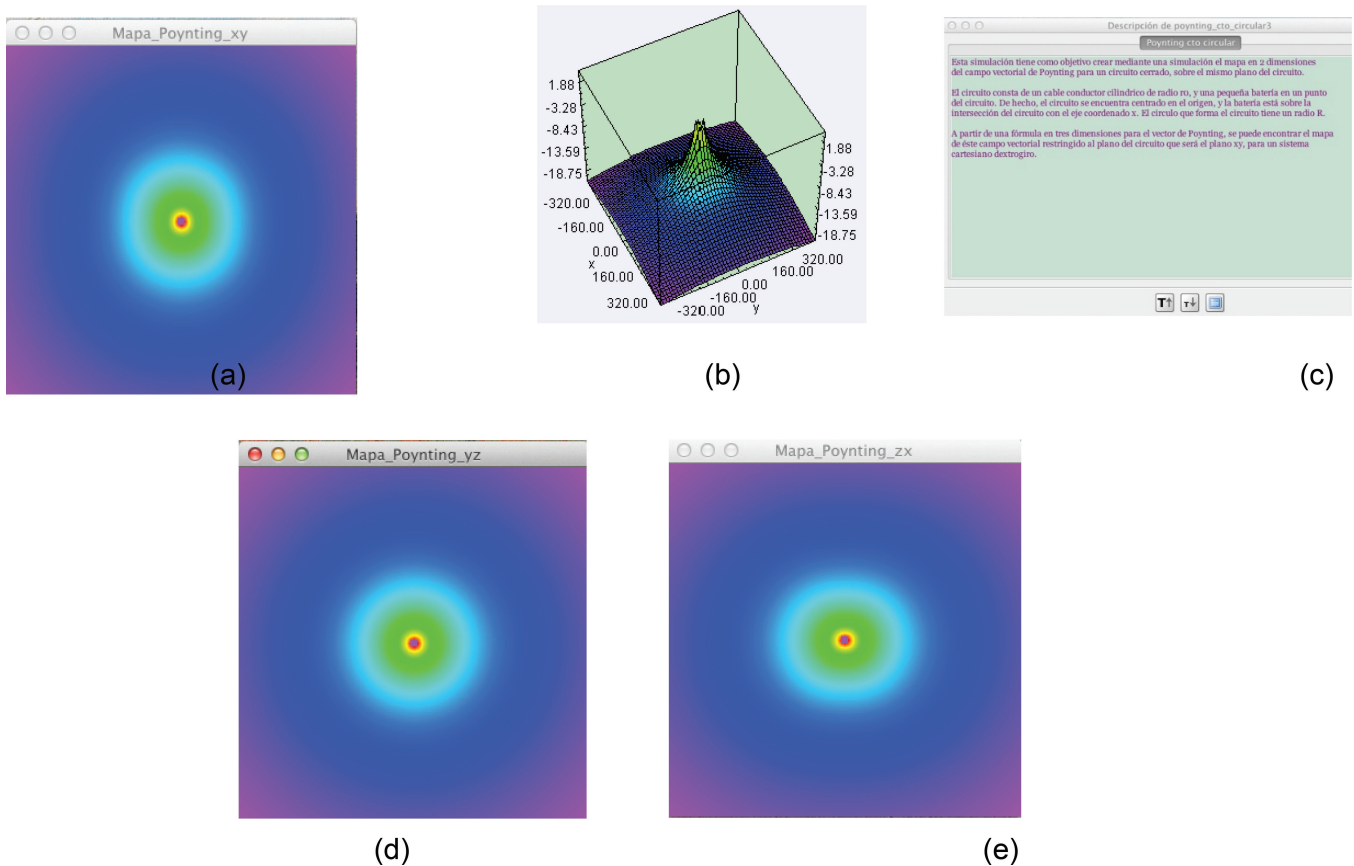 Mapa_Poynting_xy
(a)
1.88
-3.28
-8.43
-13.59
-18.75
-320.00
-160.00
0.00
x
160.00
320.00
1.88
-3.28
-8.43
-13.59
-18.75
320.00
160.00
0.00
-160.00
y
-320.00
(b)
Descripción de poynting_cto_circular3
Poynting cto circular
Esta simulación tiene como objetivo crear mediante una simulación el mapa en 2 dimensiones
del campo vectorial de Poynting para un circuito cerrado, sobre el mismo plano del circuito.
El circuito consta de un cable conductor cilindrico de radio ro, y una pequeña batería en un punto
del circuito. De hecho, el circuito se encuentra centrado en el origen, y la batería está sobre la
intersección del circuito con el eje coordenado x. El circulo que forma el circuito tiene un radio R.
A partir de una fórmula en tres dimensiones para el vector de Poynting, se puede encontrar el mapa
de éste campo vectorial restringido al plano del circuito que será el plano xy, para un sistema
cartesiano dextrogiro.
T↑
T↓
(c)
Mapa_Poynting_yz
(d)
Mapa_Poynting_zx
(e)